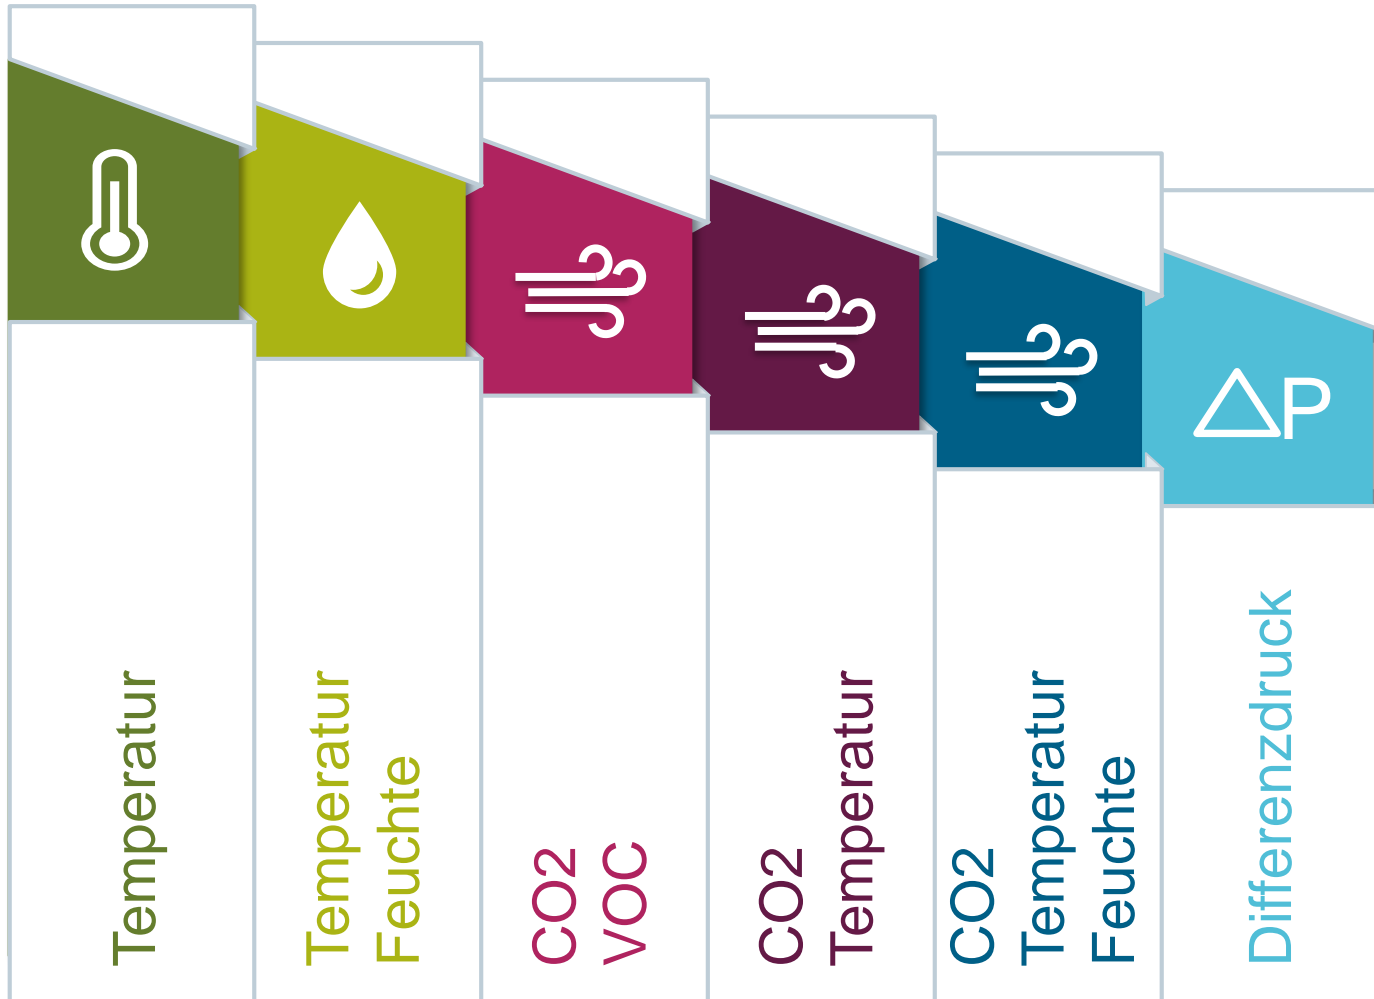 ΔP
Temperatur
Temperatur
Feuchte
CO2
VOC
CO2
Temperatur
CO2
Temperatur
Feuchte
Differenzdruck